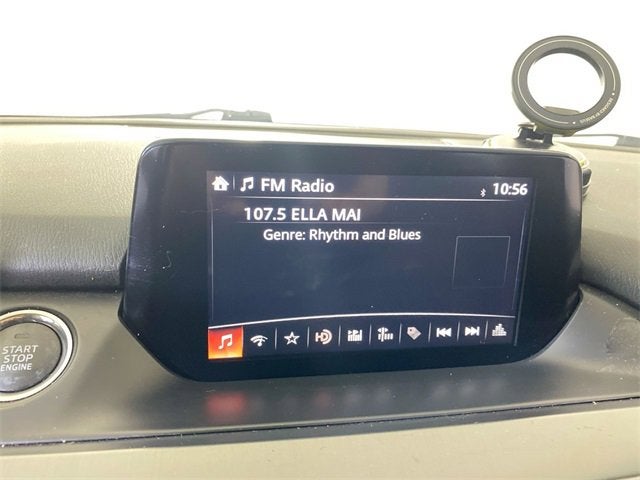 FM Radio
10:56
107.5 ELLA MAI
Genre: Rhythm and Blues
HD
START
STOP
ENGINE